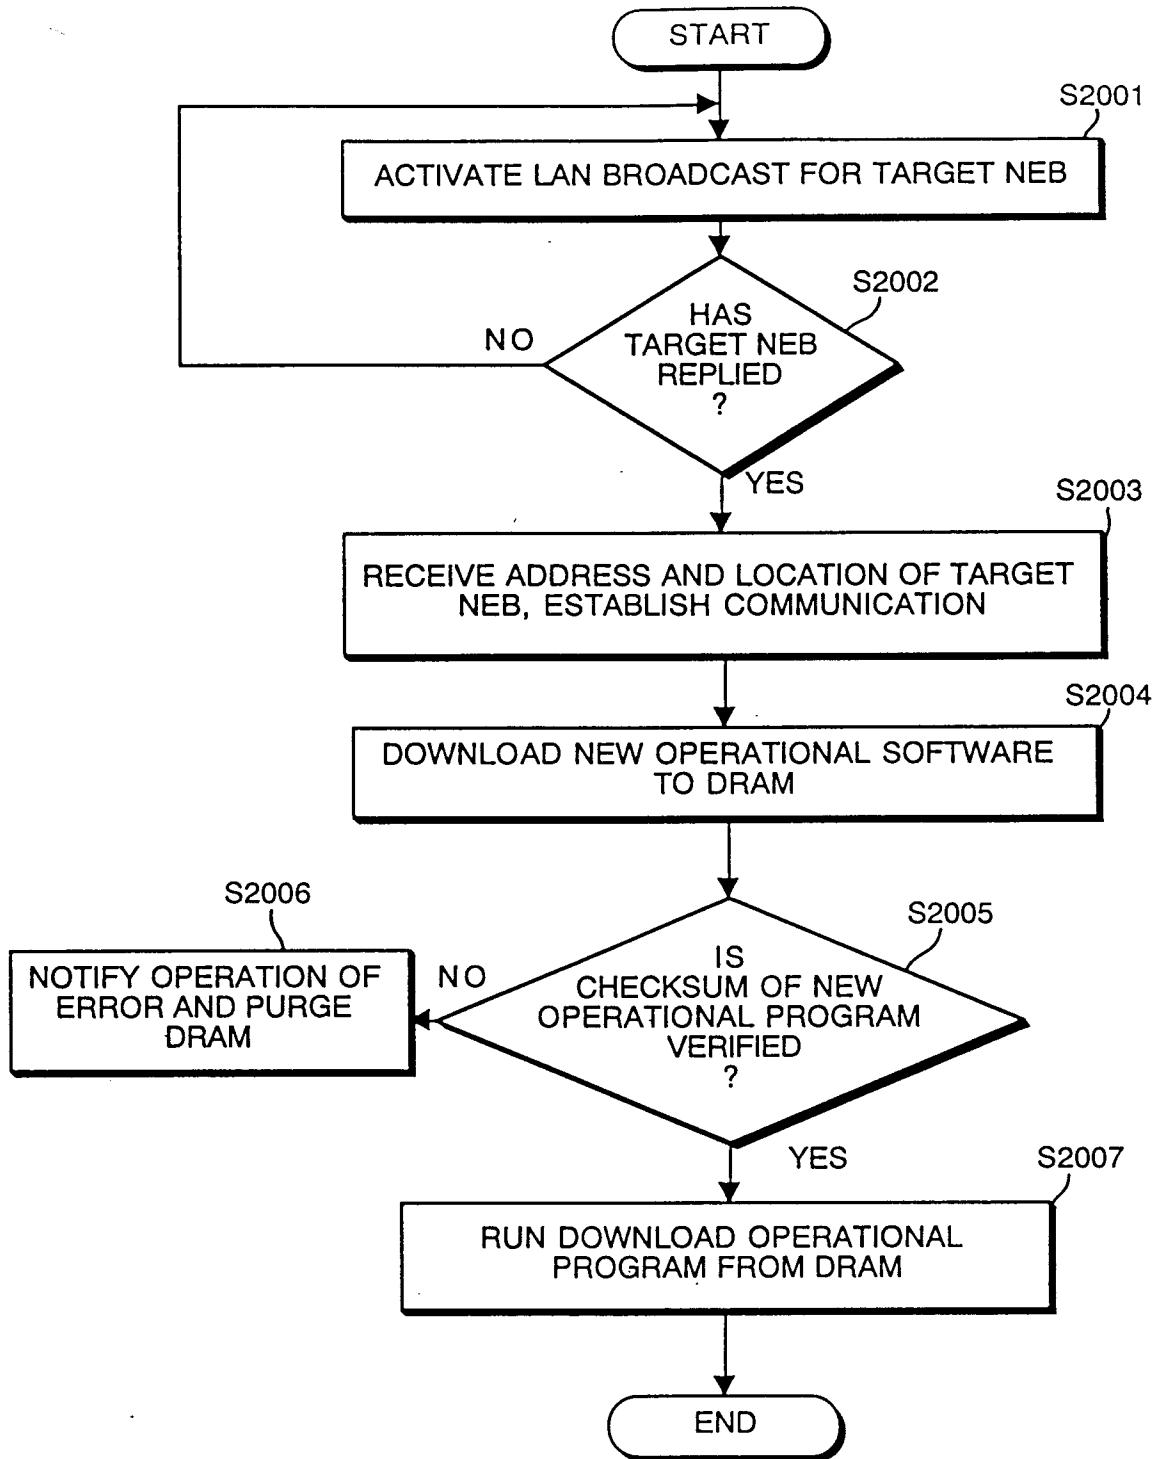 START
S2001
ACTIVATE LAN BROADCAST FOR TARGET NEB
S2002
HAS
TARGET NEB
REPLIED
?
NO
YES
S2003
RECEIVE ADDRESS AND LOCATION OF TARGET
NEB, ESTABLISH COMMUNICATION
S2004
DOWNLOAD NEW OPERATIONAL SOFTWARE
TO DRAM
S2005
IS
CHECKSUM OF NEW
OPERATIONAL PROGRAM
VERIFIED
?
NO
S2006
NOTIFY OPERATION OF
ERROR AND PURGE
DRAM
YES
S2007
RUN DOWNLOAD OPERATIONAL
PROGRAM FROM DRAM
END